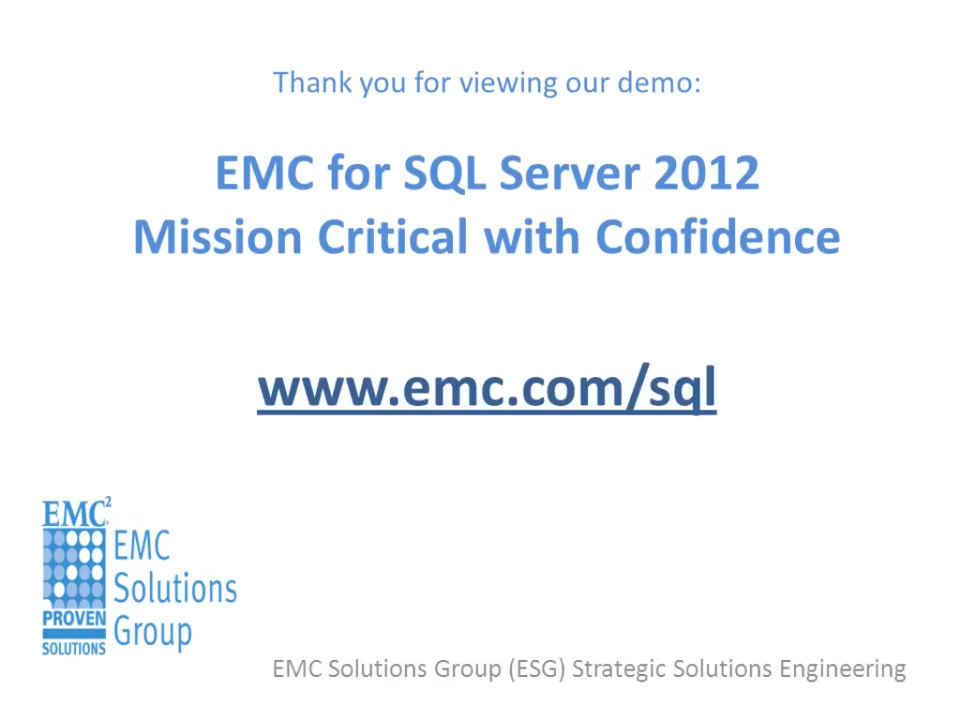 Thank you for viewing our demo:
EMC for SQL Server 2012
Mission Critical with Confidence
www.emc.com/sql
EMC²
PROVEN
SOLUTIONS
EMC
Solutions
Group
EMC Solutions Group (ESG) Strategic Solutions Engineering